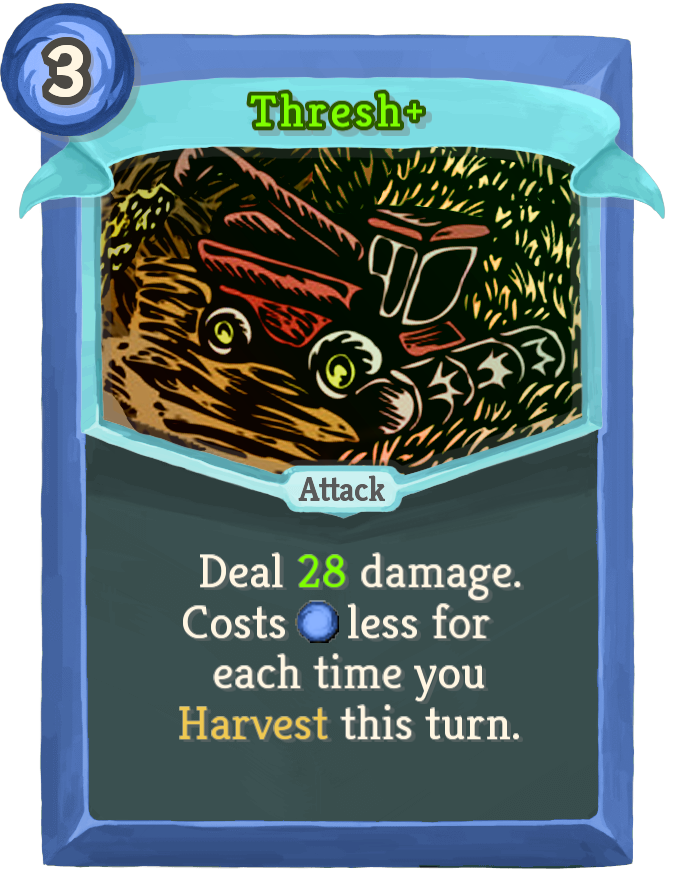 3
Thresh+
Attack
Deal 28 damage.
Costs less for
each time you
Harvest this turn.